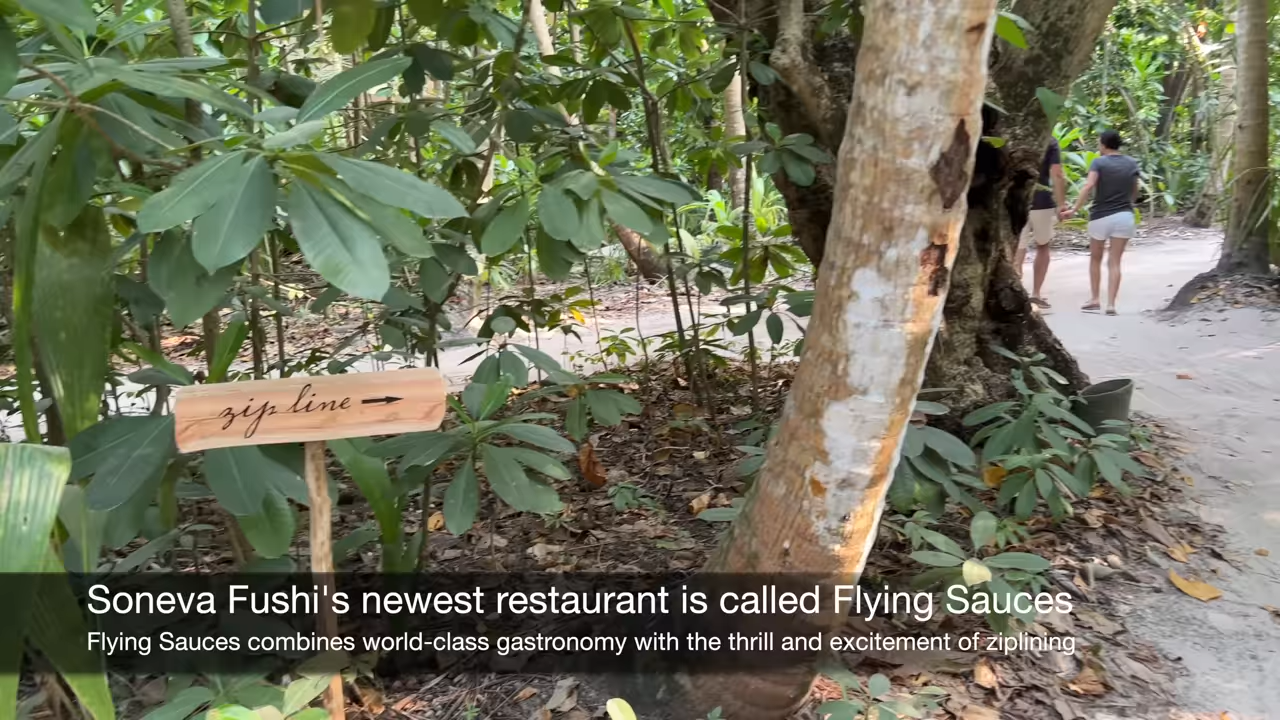 zip line
Soneva Fushi's newest restaurant is called Flying Sauces
Flying Sauces combines world-class gastronomy with the thrill and excitement of ziplining